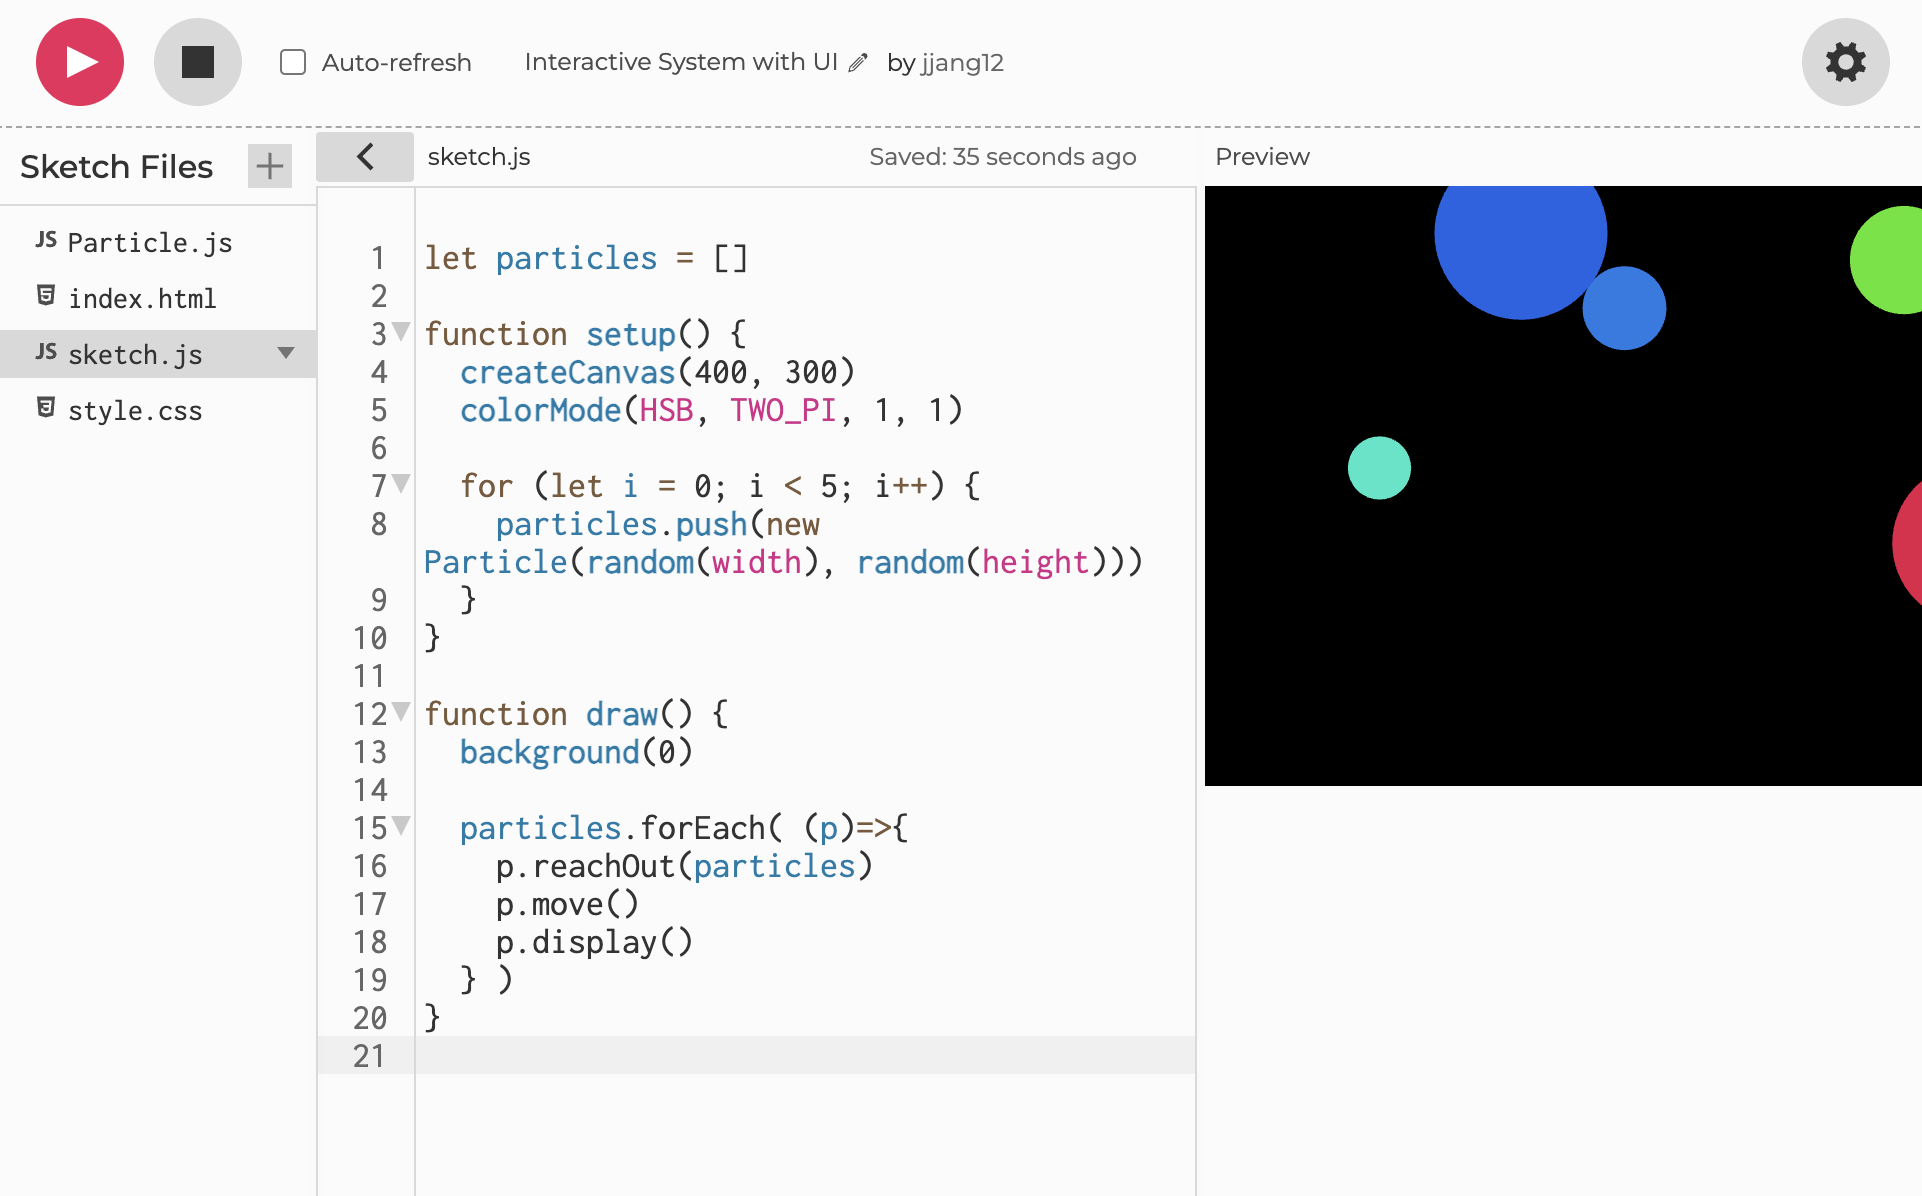 Auto-refresh
Interactive System with UI
by jjang12
Sketch Files
+
sketch.js
Saved: 35 seconds ago
Preview
JS Particle.js
index.html
JS sketch.js
style.css
1 let particles = []
2
3 function setup() {
4   createCanvas(400, 300)
5   colorMode(HSB, TWO_PI, 1, 1)
6
7   for (let i = 0; i < 5; i++) {
8     particles.push(new
Particle(random(width), random(height)))
9   }
10 }
11
12 function draw() {
13   background(0)
14
15   particles.forEach( (p)=>{
16     p.reachOut(particles)
17     p.move()
18     p.display()
19   } )
20 }
21